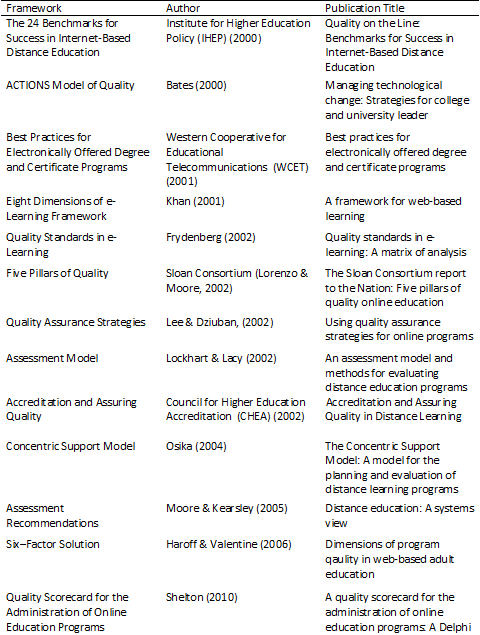 Framework Author Publication Title
The 24 Benchmarks for Institute for Higher Education Quality on the Line:
Success in Internet-Based Policy (IHEP) (2000) Benchmarks for Success in
Distance Education Internet-Based Distance
Education
ACTIONS Model of Quality Bates (2000) Managing technological
change: Strategies for college
and university leader
Best Practices for Western Cooperative for Best practices for
Electronically Offered Degree Educational electronically offered degree
and Certificate Programs Telecommunications (WCET) and certificate programs
(2001)
Eight Dimensions of e- Khan (2001) A framework for web-based
Learning Framework learning
Quality Standards in e- Frydenberg (2002) Quality standards in e-
Learning learning: A matrix of analysis
Five Pillars of Quality Sloan Consortium (Lorenzo & The Sloan Consortium report
Moore, 2002) to the Nation: Five pillars of
quality online education
Quality Assurance Strategies Lee & Dziuban, (2002) Using quality assurance
strategies for online programs
Assessment Model Lockhart & Lacy (2002) An assessment model and
methods for evaluating
distance education programs
Accreditation and Assuring Council for Higher Education Accreditation and Assuring
Quality Accreditation (CHEA) (2002) Quality in Distance Learning
Concentric Support Model Osika (2004) The Concentric Support
Model: A model for the
planning and evaluation of
distance learning programs
Assessment Moore & Kearsley (2005) Distance education: A systems
Recommendations view
Six–Factor Solution Haroff & Valentine (2006) Dimensions of program
qaulity in web-based adult
education
Quality Scorecard for the Shelton (2010) A quality scorecard for the
Administration of Online administration of online
Education Programs education programs: A Delphi